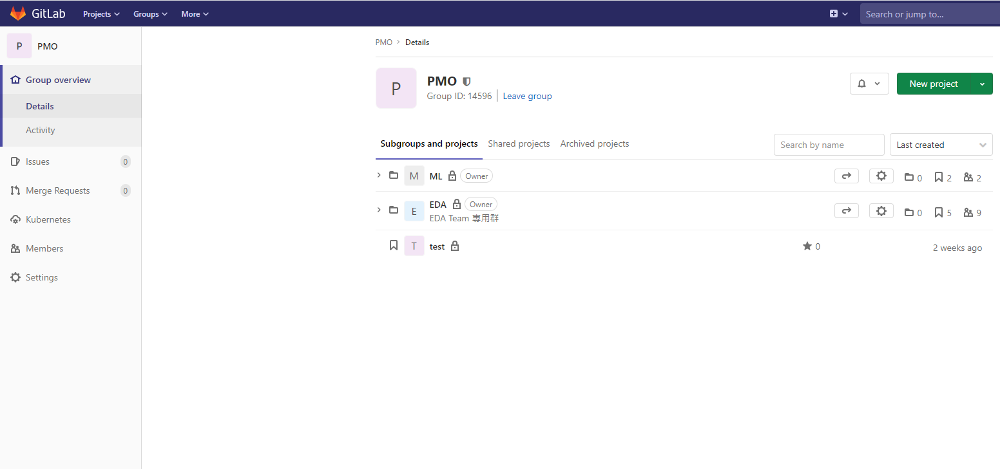 GitLab Projects Groups More Search or jump to...
P PMO
Group overview
Details
Activity
Issues 0
Merge Requests 0
Kubernetes
Members
Settings
PMO > Details
P
PMO
Group ID: 14596 | Leave group
New project
Subgroups and projects Shared projects Archived projects Search by name Last created
M ML Owner 0 2 2
E EDA Owner 0 5 9
EDA Team 專用群
T test 0 2 weeks ago